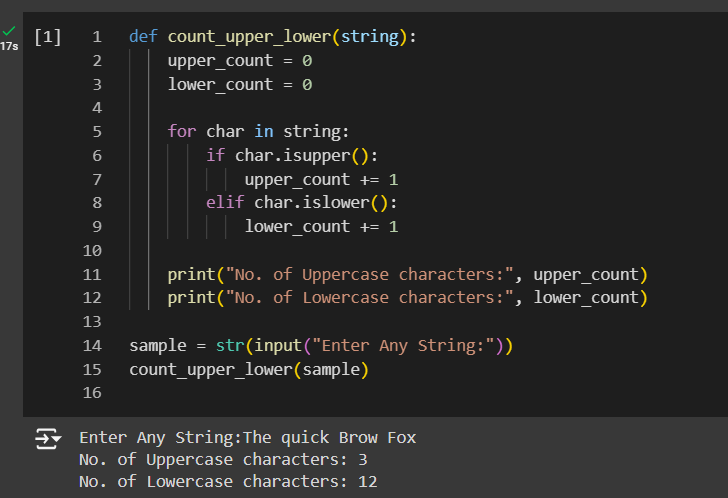 17s
[1]
1 def count_upper_lower(string):
2     upper_count = 0
3     lower_count = 0
4
5     for char in string:
6         if char.isupper():
7             upper_count += 1
8         elif char.islower():
9             lower_count += 1
10
11     print("No. of Uppercase characters:", upper_count)
12     print("No. of Lowercase characters:", lower_count)
13
14 sample = str(input("Enter Any String:"))
15 count_upper_lower(sample)
16
Enter Any String:The quick Brow Fox
No. of Uppercase characters: 3
No. of Lowercase characters: 12